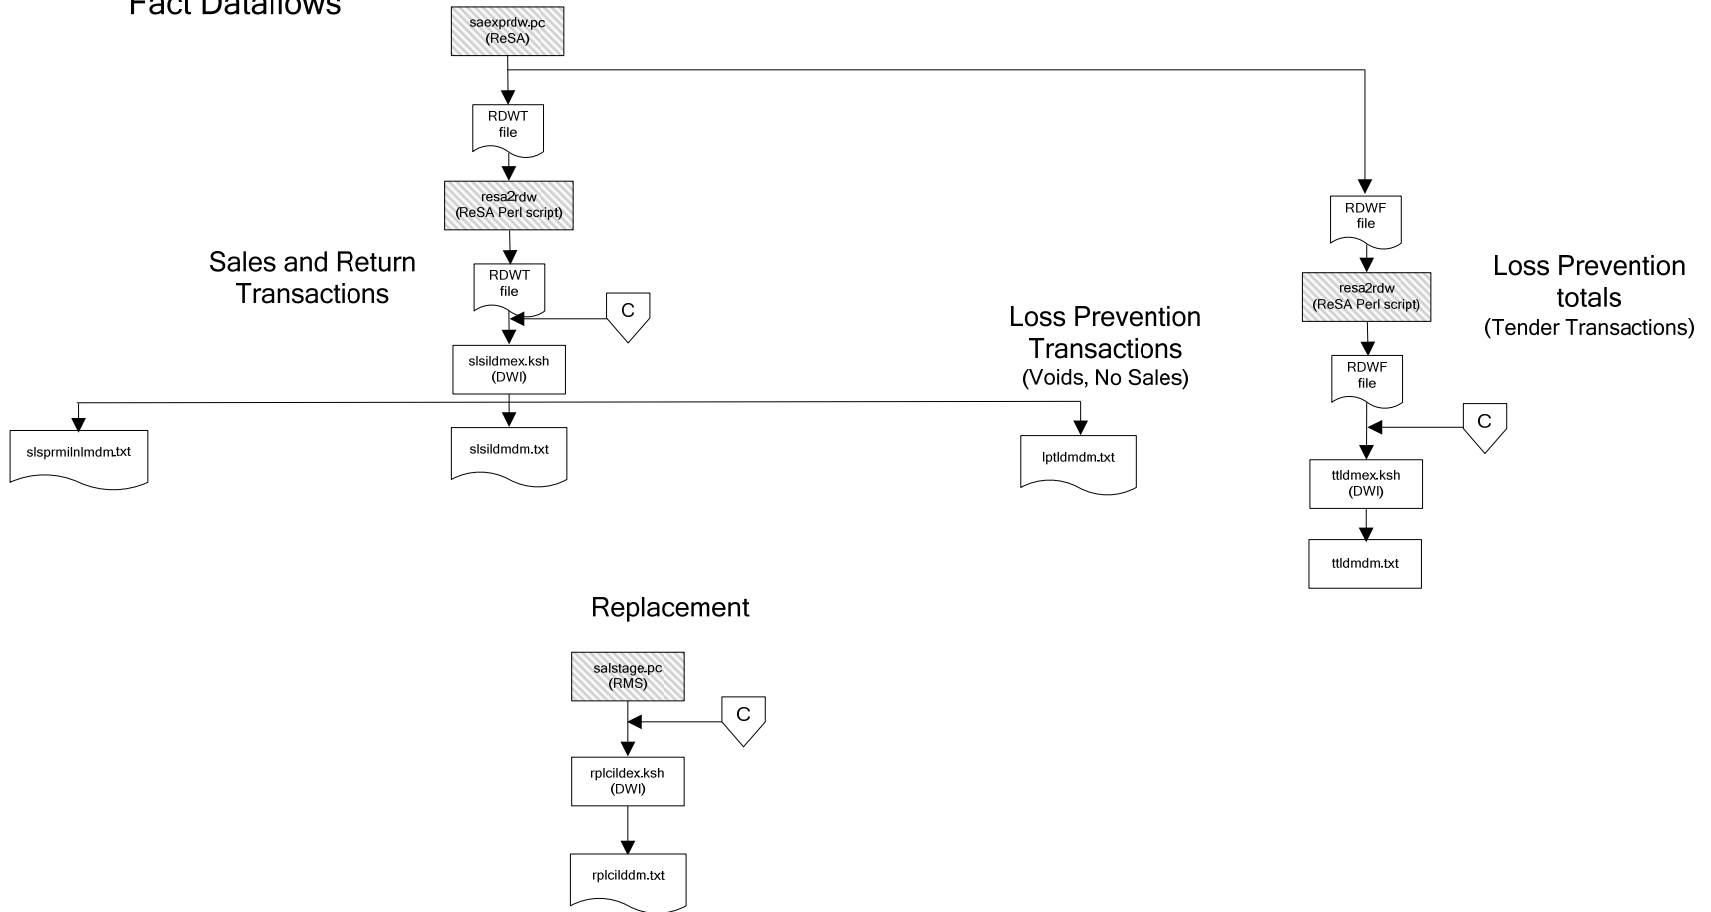 Fact Dataflows
saexprdw.pc
(ReSA)
RDWT
file
resa2rdw
(ReSA Perl script)
Sales and Return
Transactions
RDWT
file
C
slsildmex.ksh
(DWI)
slsprmilnlmdm.txt
slsildmdm.txt
Loss Prevention
Transactions
(Voids, No Sales)
lptldmdm.txt
RDWF
file
resa2rdw
(ReSA Perl script)
Loss Prevention
totals
(Tender Transactions)
RDWF
file
C
ttldmex.ksh
(DWI)
ttldmdm.txt
Replacement
salstage.pc
(RMS)
C
rplcildex.ksh
(DWI)
rplcilddm.txt